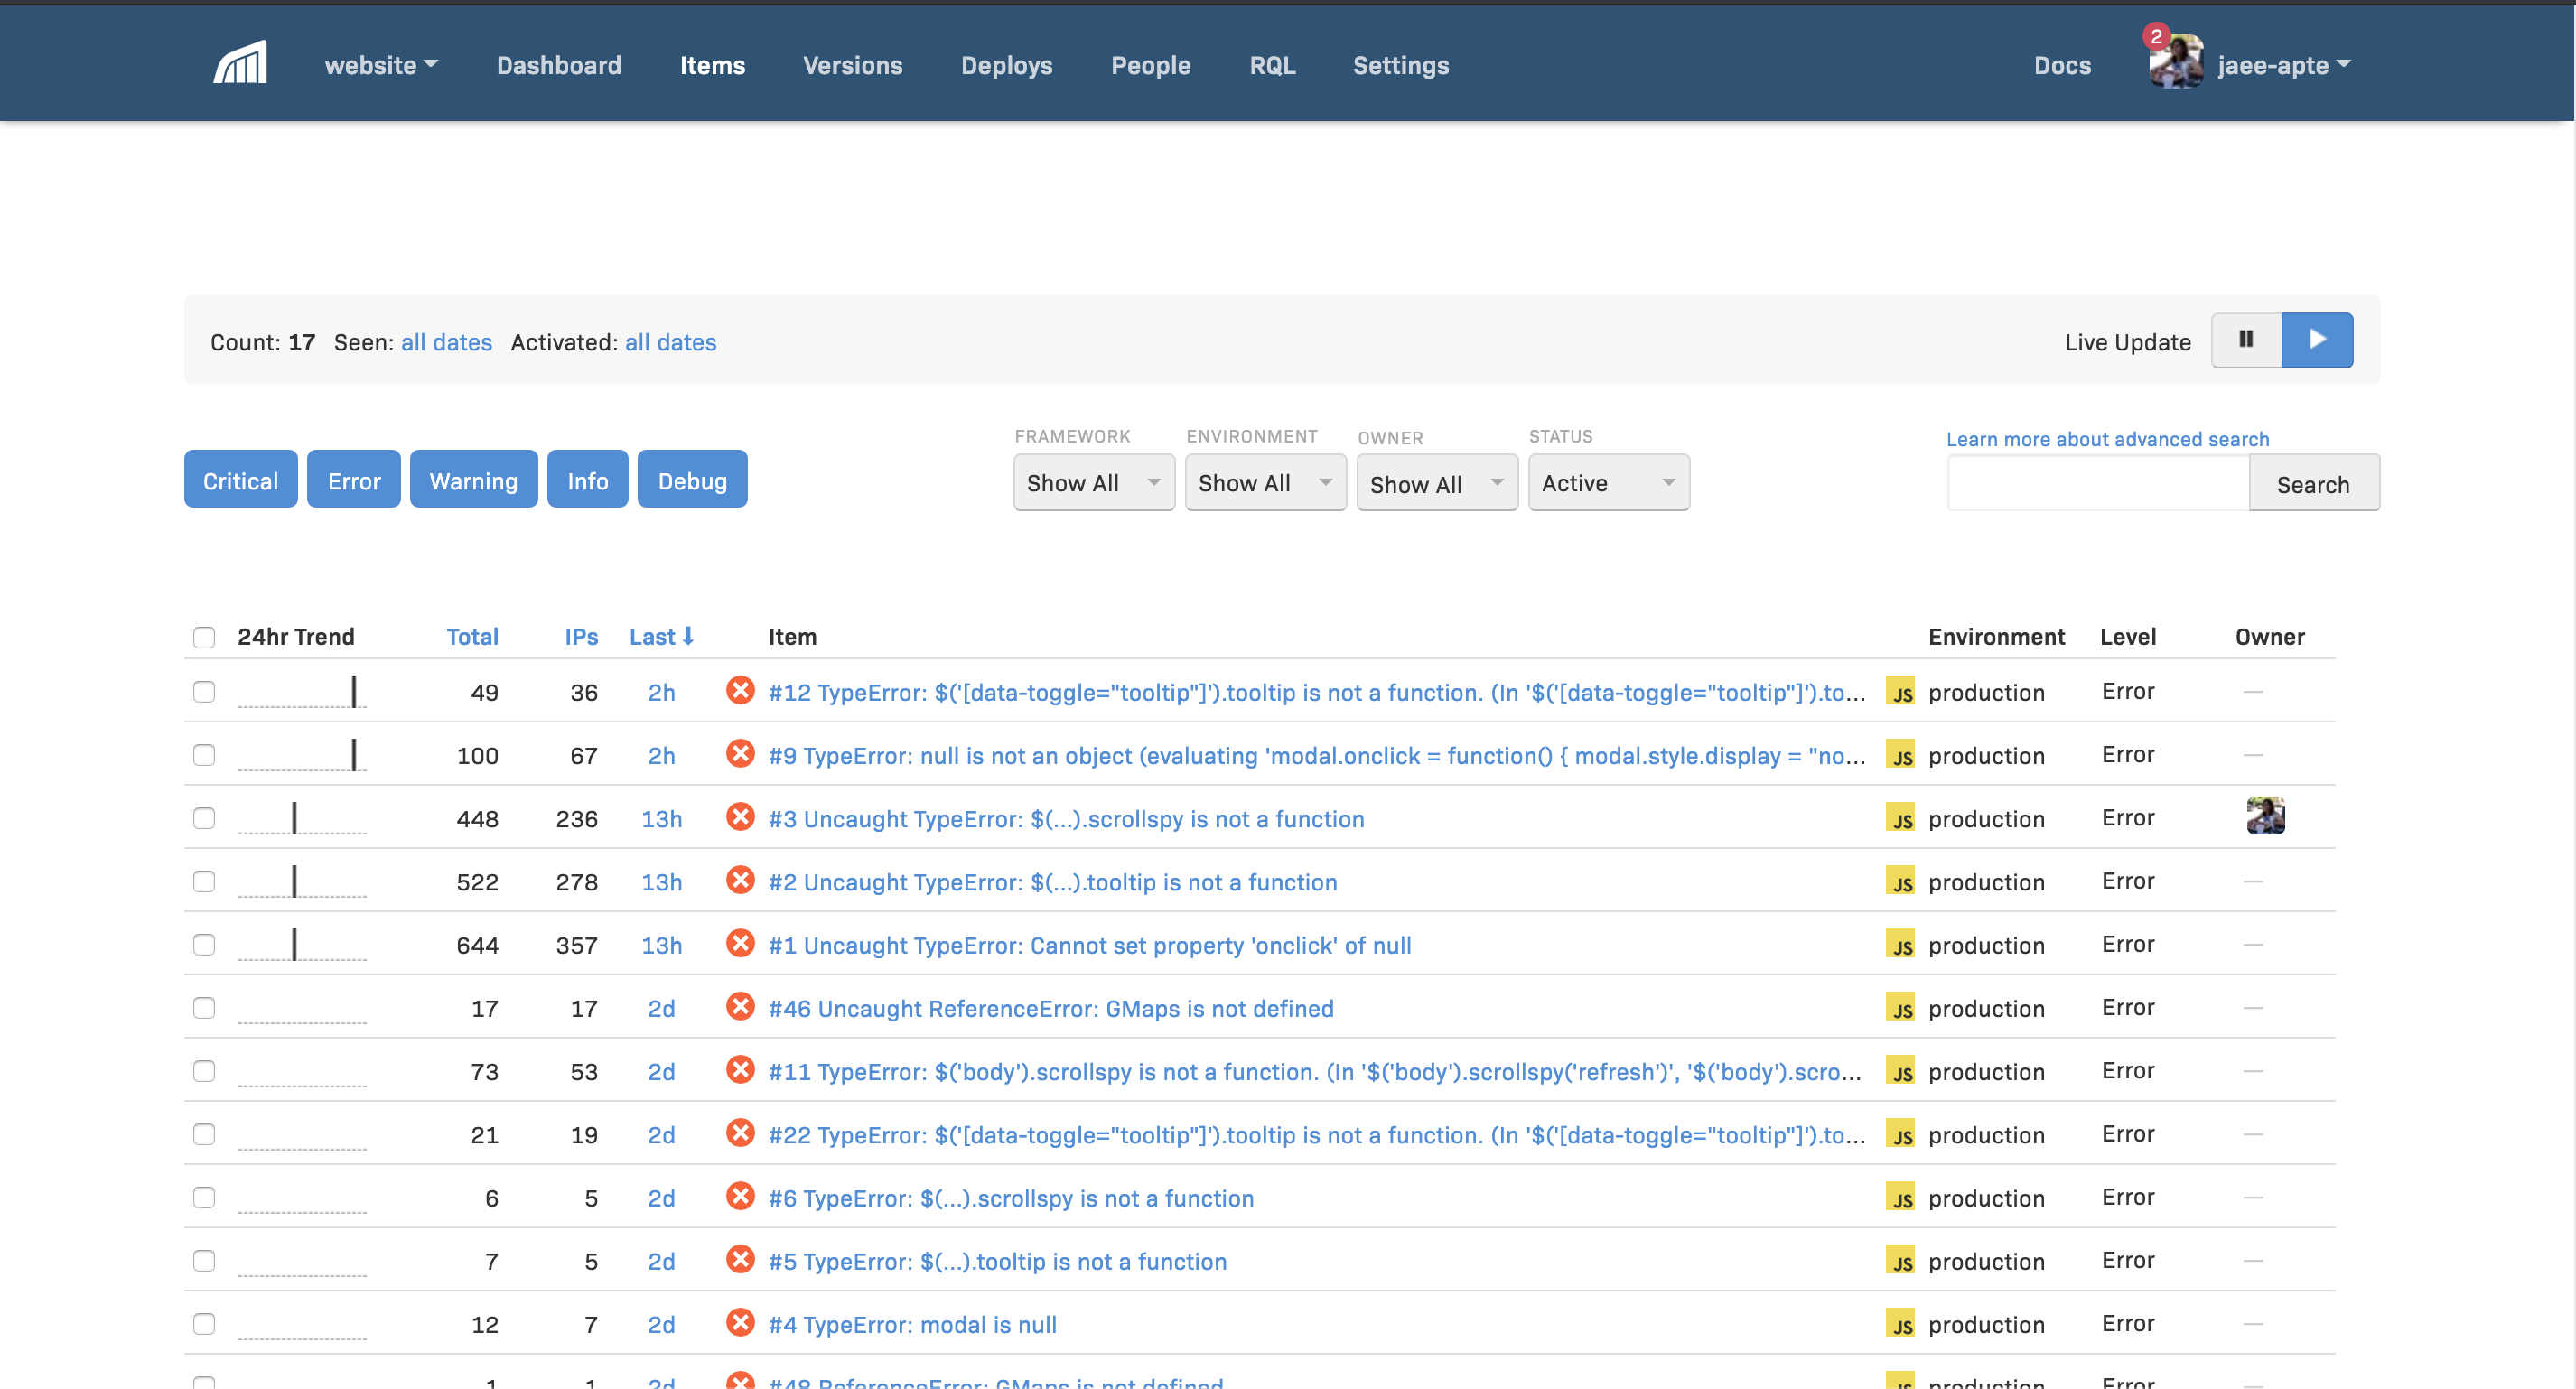 website Dashboard Items Versions Deploys People RQL Settings Docs 2 jaee-apte
Count: 17 Seen: all dates Activated: all dates Live Update
FRAMEWORK ENVIRONMENT OWNER STATUS Learn more about advanced search
Critical Error Warning Info Debug Show All Show All Show All Active Search
24hr Trend Total IPs Last Item Environment Level Owner
49 36 2h #12 TypeError: $('[data-toggle="tooltip"]').tooltip is not a function. (In '$('[data-toggle="tooltip"]').to... JS production Error —
100 67 2h #9 TypeError: null is not an object (evaluating 'modal.onclick = function() { modal.style.display = "no... JS production Error —
448 236 13h #3 Uncaught TypeError: $(...).scrollspy is not a function JS production Error
522 278 13h #2 Uncaught TypeError: $(...).tooltip is not a function JS production Error —
644 357 13h #1 Uncaught TypeError: Cannot set property 'onclick' of null JS production Error —
17 17 2d #46 Uncaught ReferenceError: GMaps is not defined JS production Error —
73 53 2d #11 TypeError: $('body').scrollspy is not a function. (In '$('body').scrollspy('refresh')', '$('body').scro... JS production Error —
21 19 2d #22 TypeError: $('[data-toggle="tooltip"]').tooltip is not a function. (In '$('[data-toggle="tooltip"]').to... JS production Error —
6 5 2d #6 TypeError: $(...).scrollspy is not a function JS production Error —
7 5 2d #5 TypeError: $(...).tooltip is not a function JS production Error —
12 7 2d #4 TypeError: modal is null JS production Error —
1 1 2d #48 ReferenceError: GMaps is not defined JS production Error —